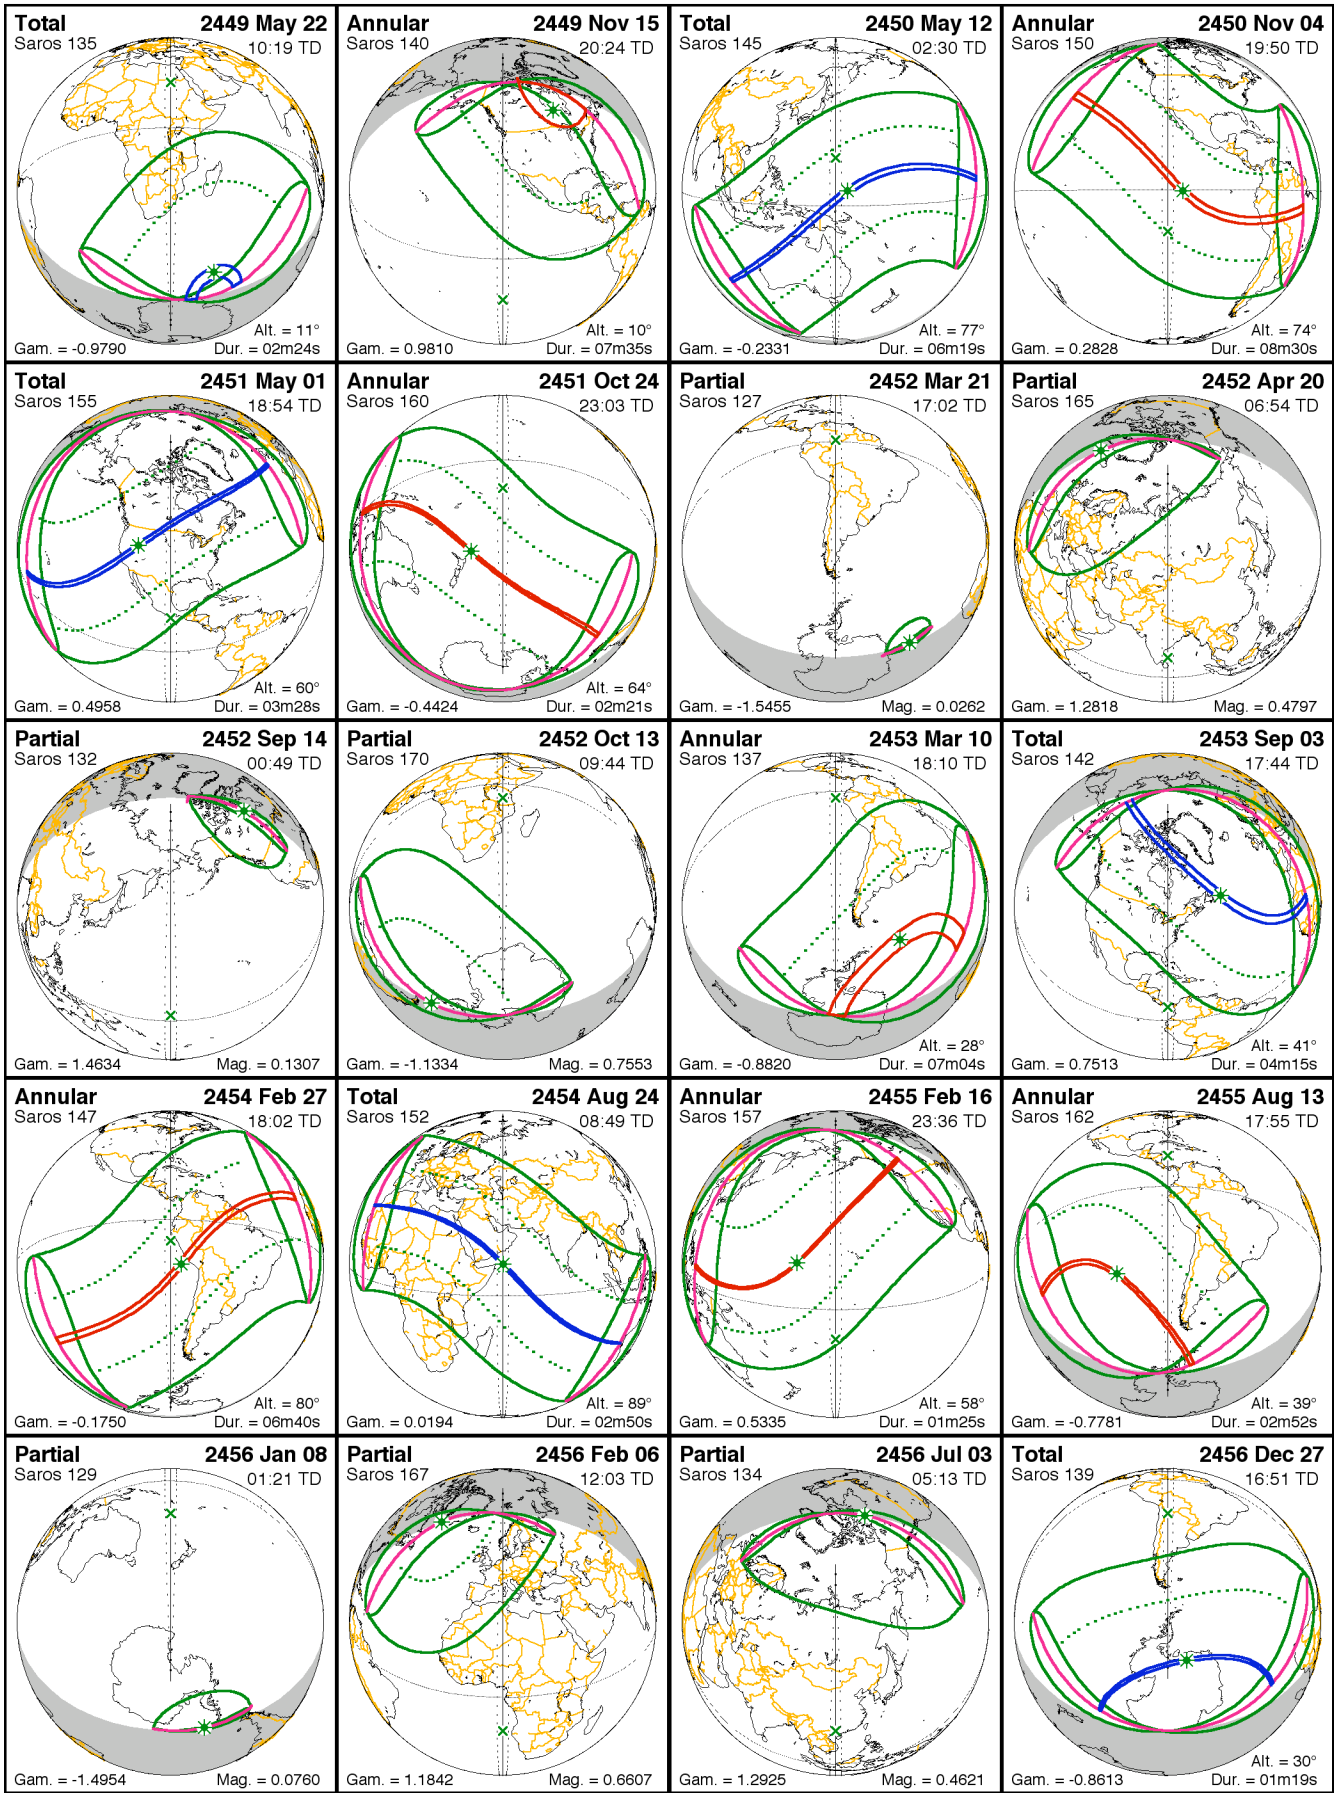 Total 2449 May 22
Saros 135 10:19 TD
Alt. = 11°
Gam. = -0.9790 Dur. = 02m24s
Annular 2449 Nov 15
Saros 140 20:24 TD
Alt. = 10°
Gam. = 0.9810 Dur. = 07m35s
Total 2450 May 12
Saros 145 02:30 TD
Alt. = 77°
Gam. = -0.2331 Dur. = 06m19s
Annular 2450 Nov 04
Saros 150 19:50 TD
Alt. = 74°
Gam. = 0.2828 Dur. = 08m30s
Total 2451 May 01
Saros 155 18:54 TD
Alt. = 60°
Gam. = 0.4958 Dur. = 03m28s
Annular 2451 Oct 24
Saros 160 23:03 TD
Alt. = 64°
Gam. = -0.4424 Dur. = 02m21s
Partial 2452 Mar 21
Saros 127 17:02 TD
Gam. = -1.5455 Mag. = 0.0262
Partial 2452 Apr 20
Saros 165 06:54 TD
Gam. = 1.2818 Mag. = 0.4797
Partial 2452 Sep 14
Saros 132 00:49 TD
Gam. = 1.4634 Mag. = 0.1307
Partial 2452 Oct 13
Saros 170 09:44 TD
Gam. = -1.1334 Mag. = 0.7553
Annular 2453 Mar 10
Saros 137 18:10 TD
Alt. = 28°
Gam. = -0.8820 Dur. = 07m04s
Total 2453 Sep 03
Saros 142 17:44 TD
Alt. = 41°
Gam. = 0.7513 Dur. = 04m15s
Annular 2454 Feb 27
Saros 147 18:02 TD
Alt. = 80°
Gam. = -0.1750 Dur. = 06m40s
Total 2454 Aug 24
Saros 152 08:49 TD
Alt. = 89°
Gam. = 0.0194 Dur. = 02m50s
Annular 2455 Feb 16
Saros 157 23:36 TD
Alt. = 58°
Gam. = 0.5335 Dur. = 01m25s
Annular 2455 Aug 13
Saros 162 17:55 TD
Alt. = 39°
Gam. = -0.7781 Dur. = 02m52s
Partial 2456 Jan 08
Saros 129 01:21 TD
Gam. = -1.4954 Mag. = 0.0760
Partial 2456 Feb 06
Saros 167 12:03 TD
Gam. = 1.1842 Mag. = 0.6607
Partial 2456 Jul 03
Saros 134 05:13 TD
Gam. = 1.2925 Mag. = 0.4621
Total 2456 Dec 27
Saros 139 16:51 TD
Alt. = 30°
Gam. = -0.8613 Dur. = 01m19s